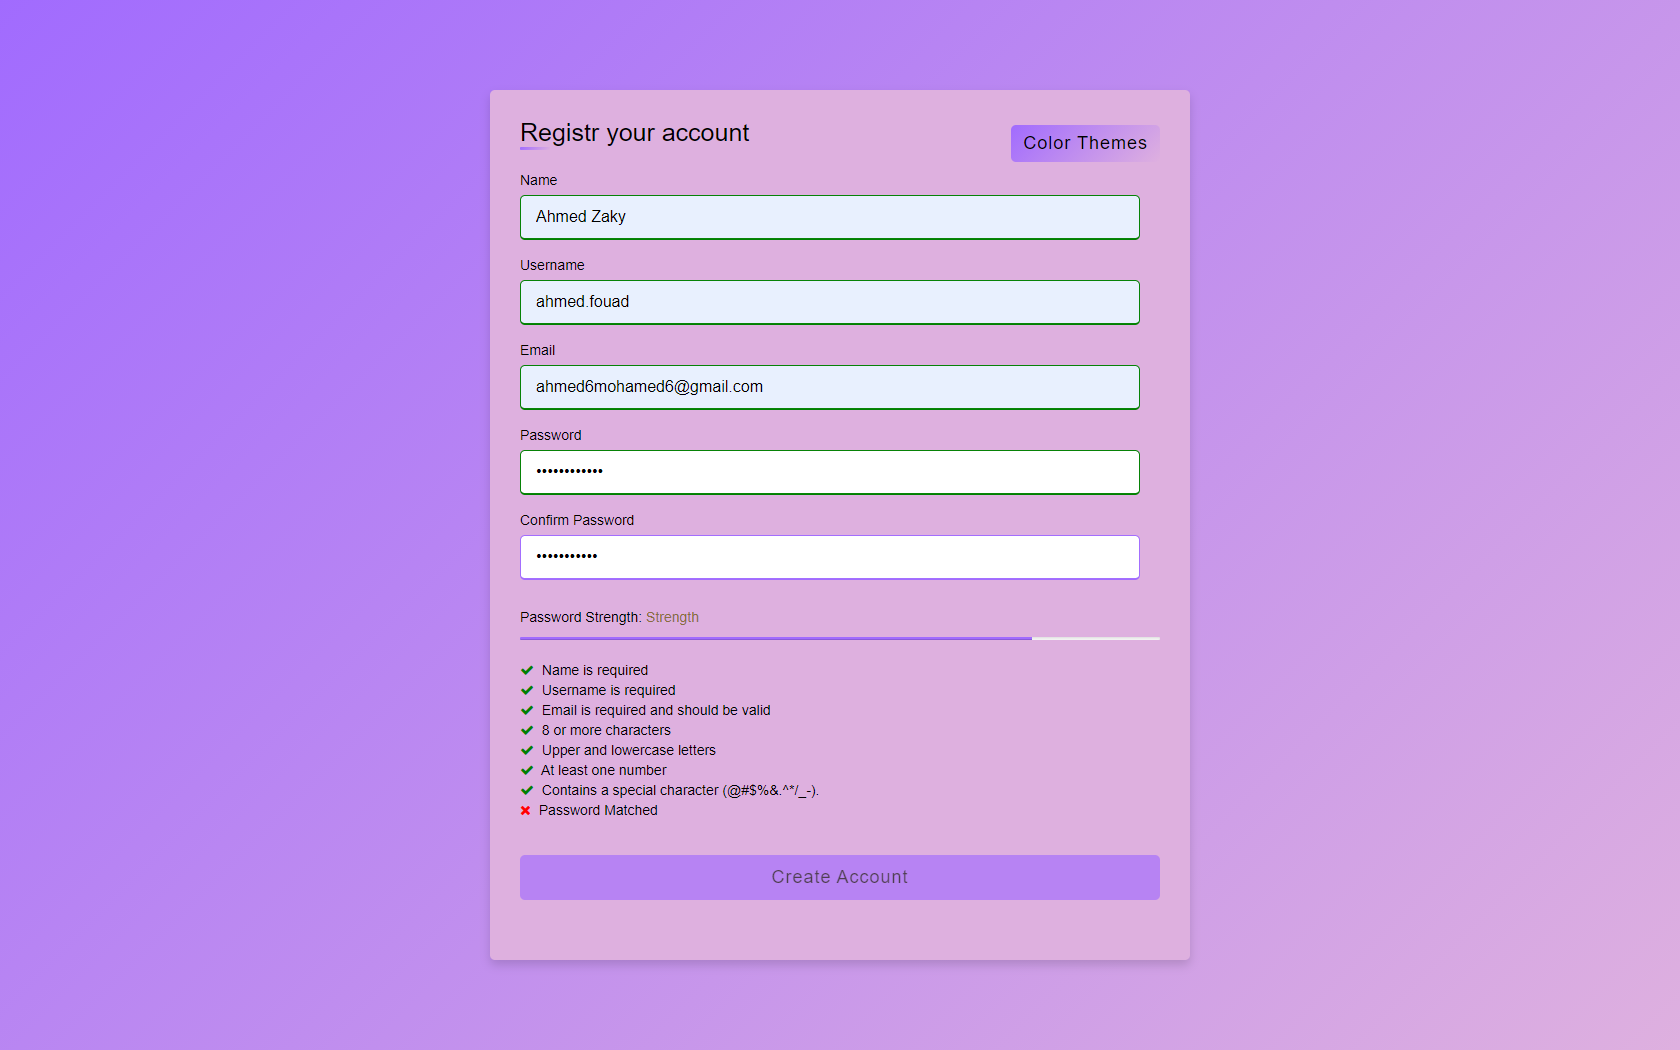 Registr your account
Color Themes
Name
Ahmed Zaky
Username
ahmed.fouad
Email
ahmed6mohamed6@gmail.com
Password
••••••••••••
Confirm Password
•••••••••••
Password Strength: Strength
Name is required
Username is required
Email is required and should be valid
8 or more characters
Upper and lowercase letters
At least one number
Contains a special character (@#$%&.^*/_-).
Password Matched
Create Account